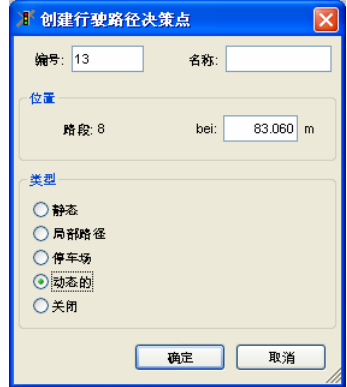 创建行驶路径决策点
编号: 13 名称:
位置
路段: 8 bei: 83.060 m
类型
静态
局部路径
停车场
动态的
关闭
确定 取消